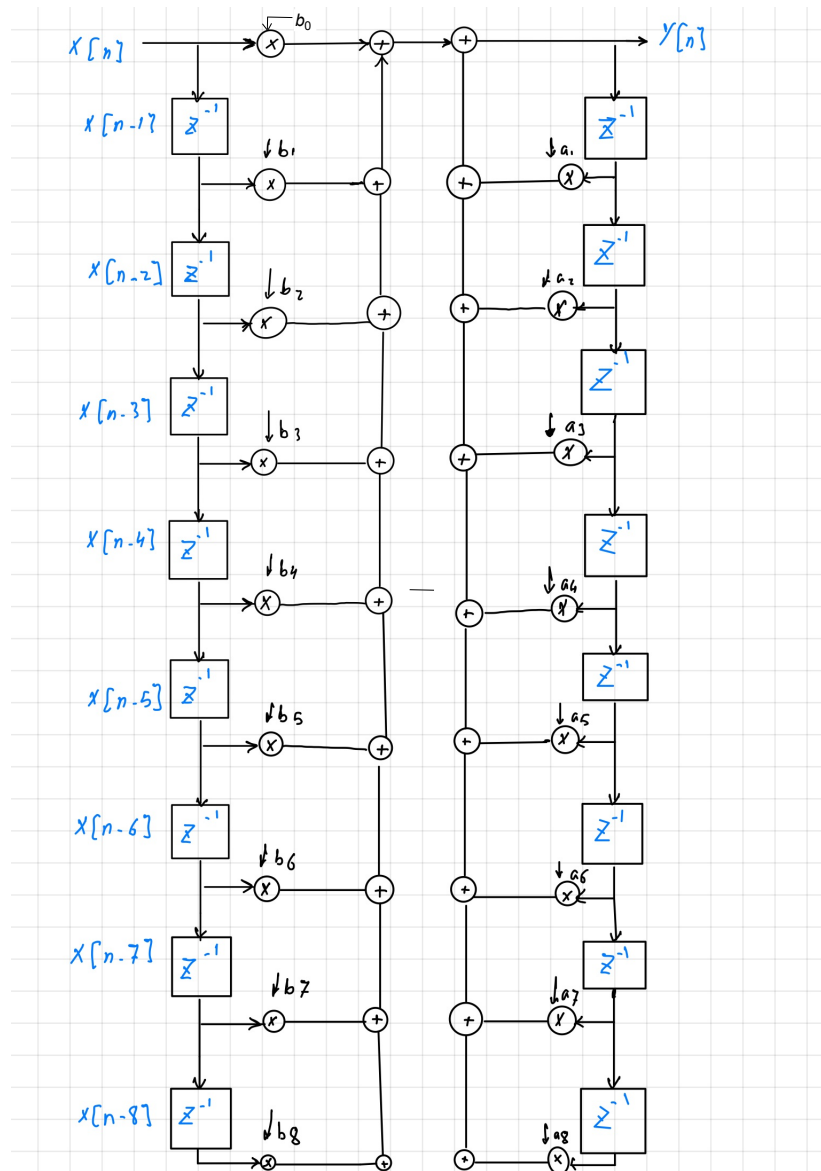 b₀
x[n] x + + y[n]
x[n-1] z⁻¹ z⁻¹
↓b₁ ↓a₁
x + + x
x[n-2] z⁻¹ z⁻¹
↓b₂ ↓a₂
x + + x
x[n-3] z⁻¹ z⁻¹
↓b₃ ↓a₃
x + + x
x[n-4] z⁻¹ z⁻¹
↓b₄ ↓a₄
x + + x
x[n-5] z⁻¹ z⁻¹
↓b₅ ↓a₅
x + + x
x[n-6] z⁻¹ z⁻¹
↓b₆ ↓a₆
x + + x
x[n-7] z⁻¹ z⁻¹
↓b₇ ↓a₇
x + + x
x[n-8] z⁻¹ z⁻¹
↓b₈ ↓a₈
x + + x